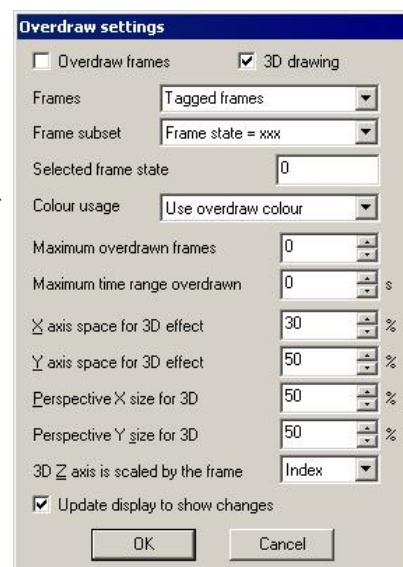 Overdraw settings
Overdraw frames 3D drawing
Frames Tagged frames
Frame subset Frame state = xxx
Selected frame state 0
Colour usage Use overdraw colour
Maximum overdrawn frames 0
Maximum time range overdrawn 0 s
X axis space for 3D effect 30 %
Y axis space for 3D effect 50 %
Perspective X size for 3D 50 %
Perspective Y size for 3D 50 %
3D Z axis is scaled by the frame Index
Update display to show changes
OK Cancel